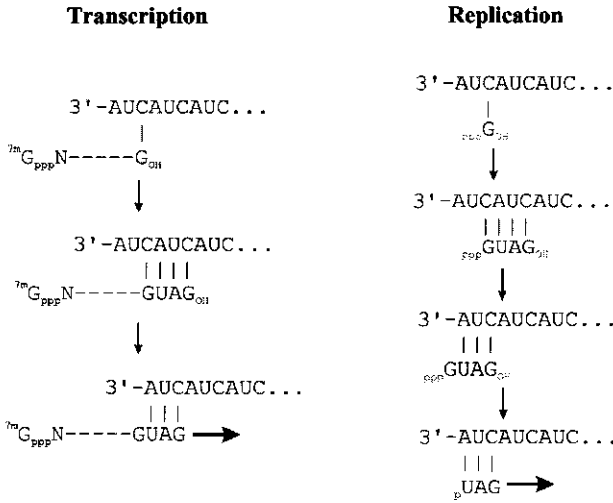 Transcription
3'-AUCAUCAUC...
7mGpppN-----GOH
3'-AUCAUCAUC...
7mGpppN-----GUAGOH
3'-AUCAUCAUC...
7mGpppN-----GUAG
Replication
3'-AUCAUCAUC...
pppGOH
3'-AUCAUCAUC...
pppGUAGOH
3'-AUCAUCAUC...
pppGUAGOH
3'-AUCAUCAUC...
pUAG